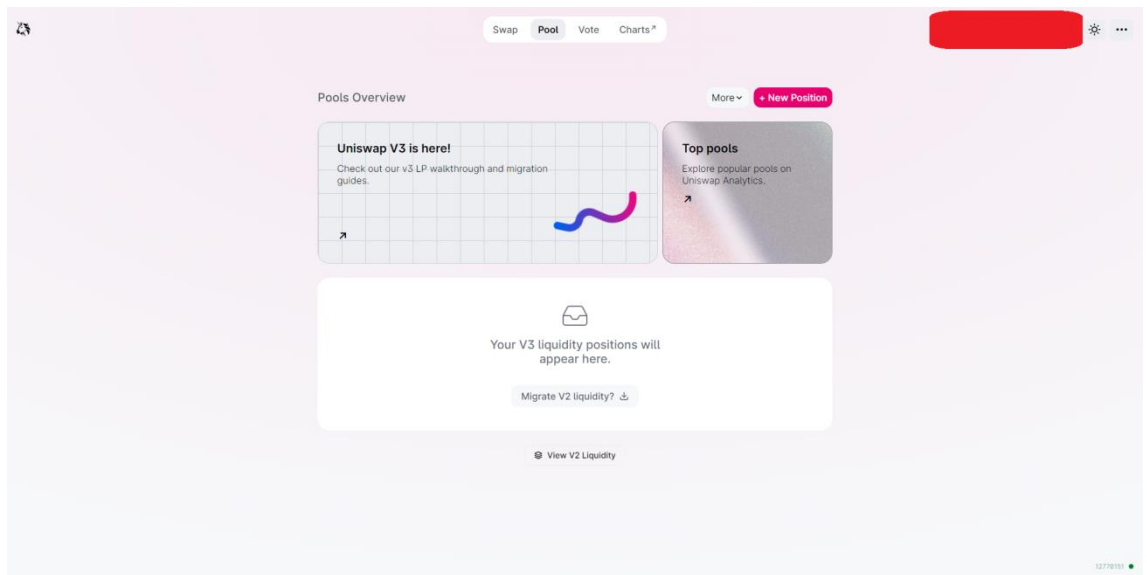 Swap Pool Vote Charts↗
Pools Overview
More
+ New Position
Uniswap V3 is here!
Check out our v3 LP walkthrough and migration
guides.
Top pools
Explore popular pools on
Uniswap Analytics.
Your V3 liquidity positions will
appear here.
Migrate V2 liquidity?
View V2 Liquidity
12778151